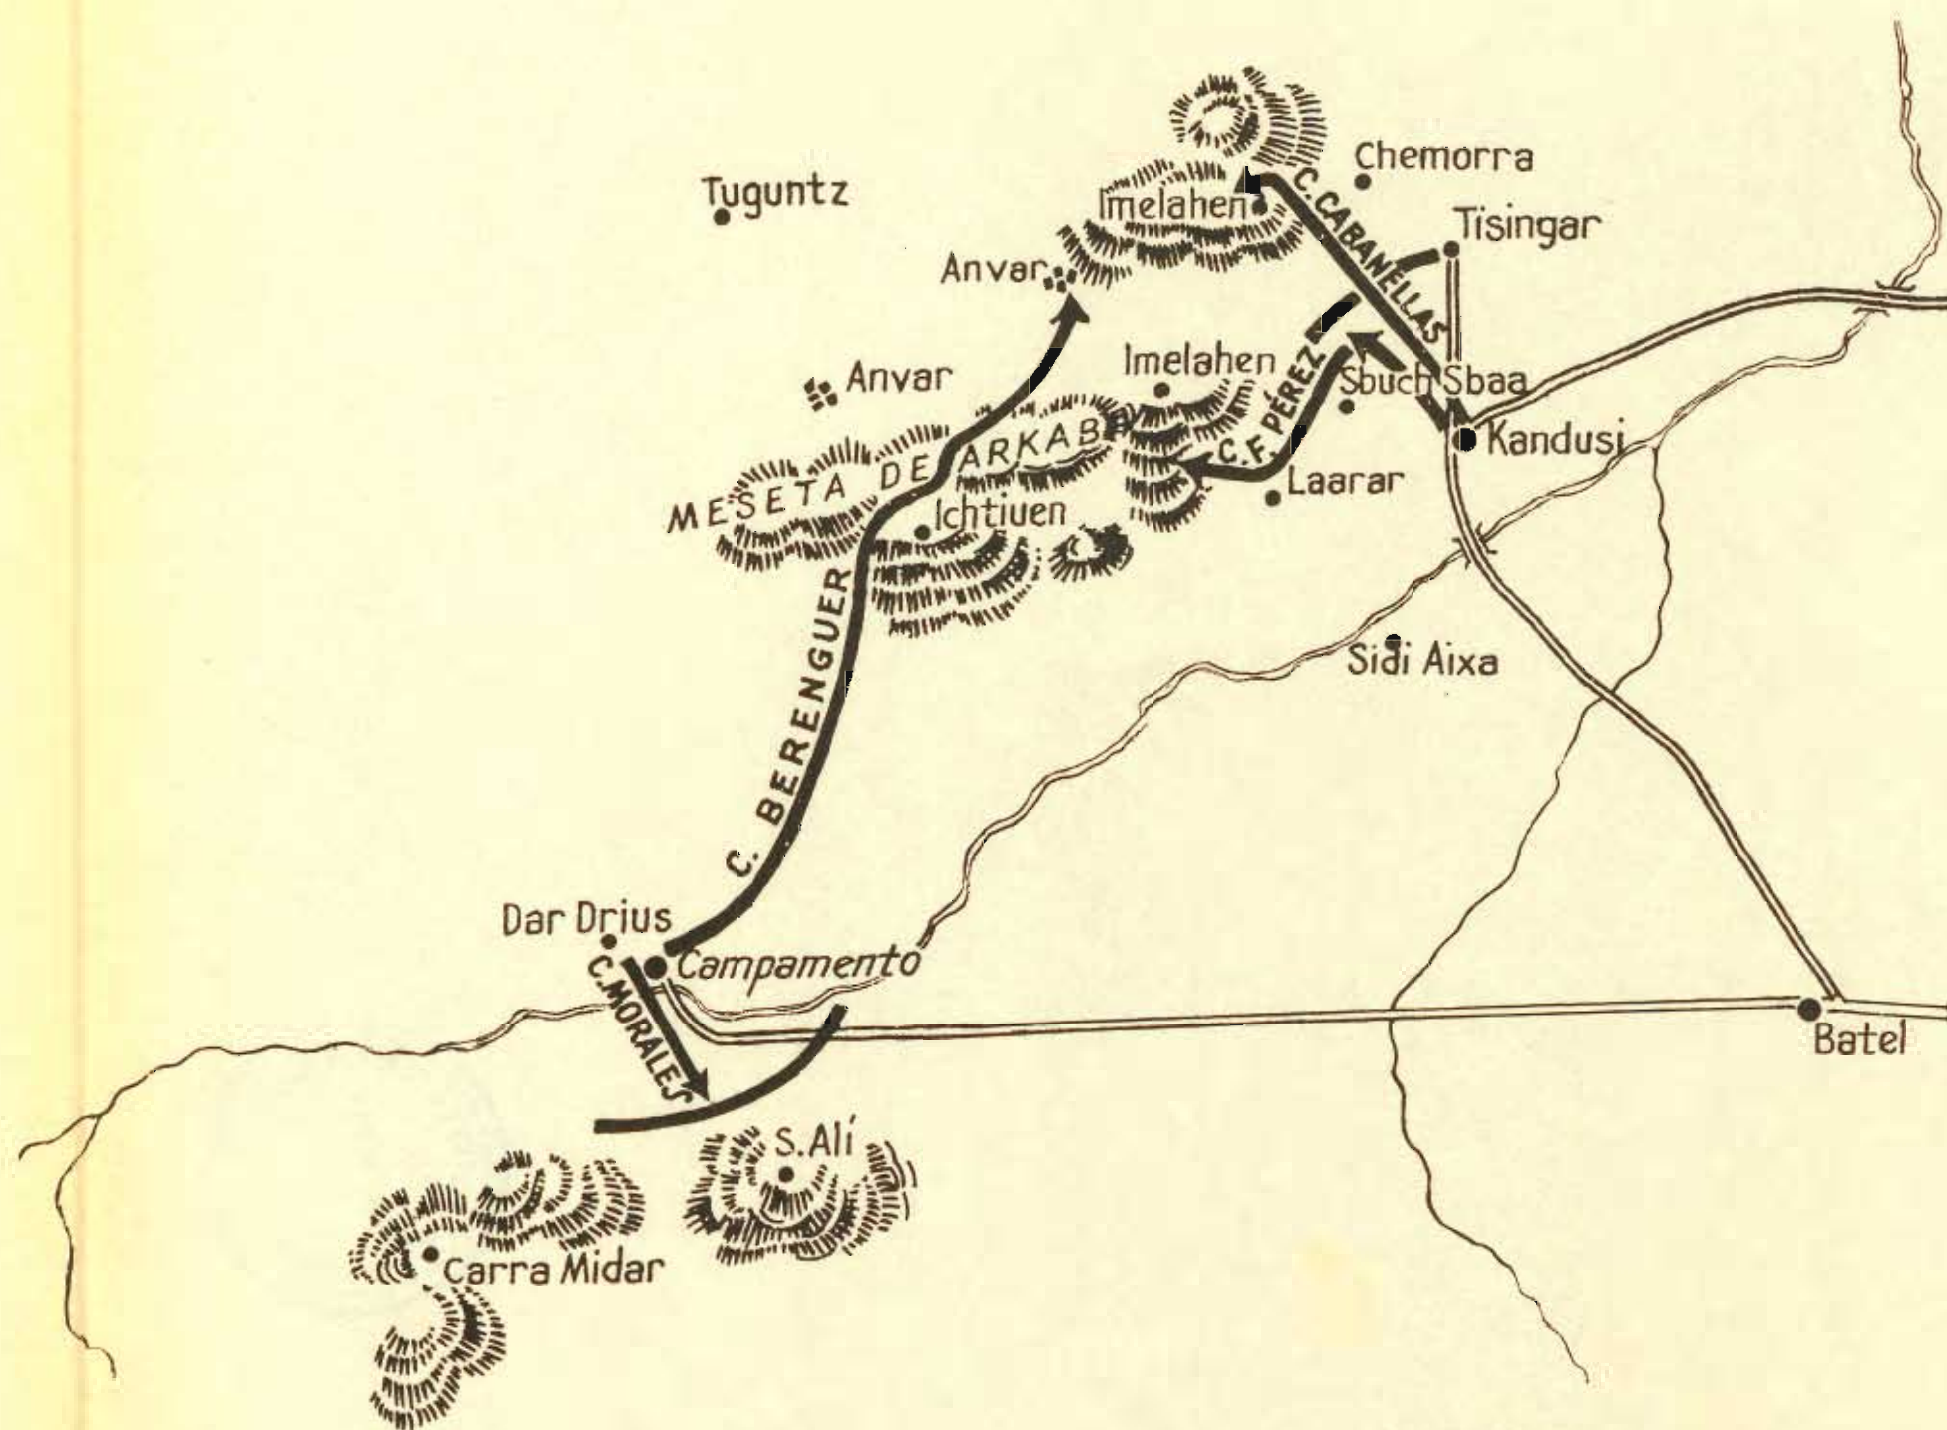 Chemorra
Tuguntz
Imelahen
C. CABANELLAS
Tisingar
Anvar
Imelahen
Anvar
Sbuch Sbaa
C.F. PÉREZ
MESETA DE ARKAB
Kandusi
Laarar
Ichtiuen
Sidi Aixa
C. BERENGUER
Dar Drius
Campamento
C. MORALES
Batel
S. Alí
Carra Midar